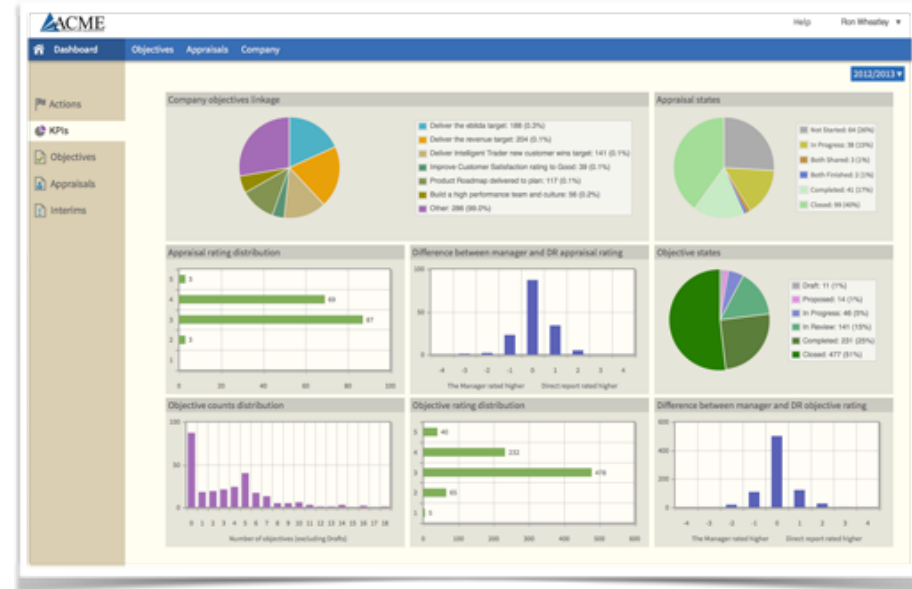 ACME
Help Ron Wheatley
Dashboard Objectives Appraisals Company
2012/2013
Actions
KPIs
Objectives
Appraisals
Interims
Company objectives linkage
Deliver the ebitda target: 188 (0.2%)
Deliver the revenue target: 204 (0.1%)
Deliver Intelligent Trader new customer wins target: 141 (0.1%)
Improve Customer Satisfaction rating to Good: 39 (0.1%)
Product Roadmap delivered to plan: 117 (0.1%)
Build a high performance team and culture: 56 (0.2%)
Other: 286 (99.0%)
Appraisal states
Not Started: 64 (26%)
In Progress: 38 (15%)
Both Shared: 3 (1%)
Both Finished: 2 (1%)
Completed: 41 (17%)
Closed: 99 (40%)
Appraisal rating distribution
5 3
4 69
3 87
2 3
1
0 20 40 60 80 100
Difference between manager and DR appraisal rating
100
50
0
-4 -3 -2 -1 0 1 2 3 4
The Manager rated higher Direct report rated higher
Objective states
Draft: 11 (1%)
Proposed: 14 (1%)
In Progress: 46 (5%)
In Review: 141 (15%)
Completed: 231 (25%)
Closed: 477 (51%)
Objective counts distribution
100
50
0
0 1 2 3 4 5 6 7 8 9 10 11 12 13 14 15 16 17 18
Number of objectives (excluding Drafts)
Objective rating distribution
5 40
4 232
3 478
2 65
1 5
0 100 200 300 400 500 600
Difference between manager and DR objective rating
600
400
200
0
-4 -3 -2 -1 0 1 2 3 4
The Manager rated higher Direct report rated higher